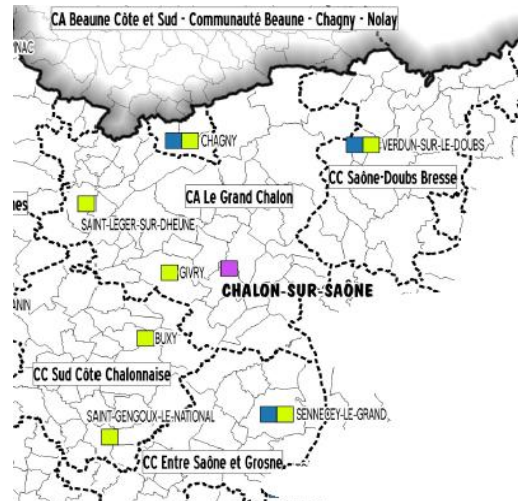 CA Beaune Côte et Sud - Communauté Beaune - Chagny - Nolay
CHAGNY
VERDUN-SUR-LE-DOUBS
CC Saône-Doubs Bresse
CA Le Grand Chalon
SAINT-LÉGER-SUR-DHEUNE
GIVRY
CHALON-SUR-SAÔNE
BUXY
CC Sud Côte Chalonnaise
SAINT-GENGOUX-LE-NATIONAL
SENNECEY-LE-GRAND
CC Entre Saône et Grosne